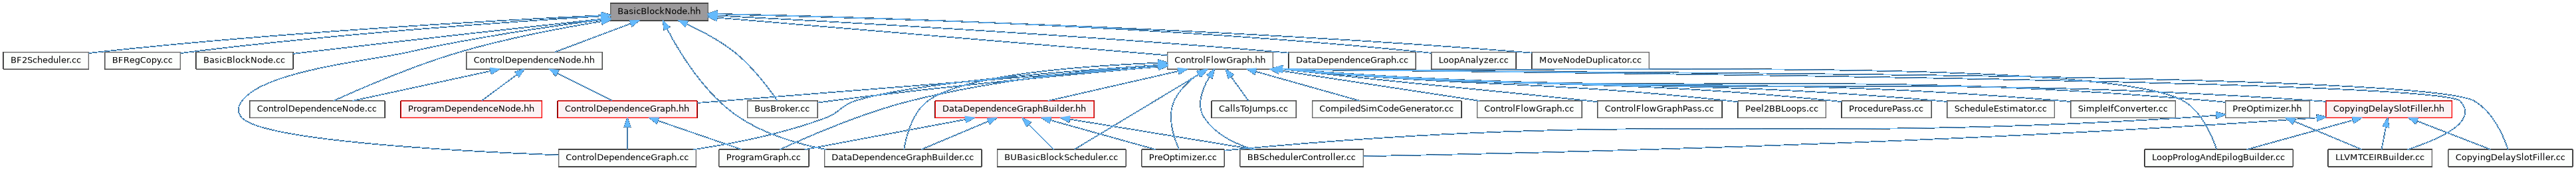 BasicBlockNode.hh
BF2Scheduler.cc
BFRegCopy.cc
BasicBlockNode.cc
ControlDependenceNode.hh
ControlFlowGraph.hh
DataDependenceGraph.cc
LoopAnalyzer.cc
MoveNodeDuplicator.cc
ControlDependenceNode.cc
ProgramDependenceNode.hh
ControlDependenceGraph.hh
BusBroker.cc
DataDependenceGraphBuilder.hh
CallsToJumps.cc
CompiledSimCodeGenerator.cc
ControlFlowGraph.cc
ControlFlowGraphPass.cc
Peel2BBLoops.cc
ProcedurePass.cc
ScheduleEstimator.cc
SimpleIfConverter.cc
PreOptimizer.hh
CopyingDelaySlotFiller.hh
ControlDependenceGraph.cc
ProgramGraph.cc
DataDependenceGraphBuilder.cc
BUBasicBlockScheduler.cc
PreOptimizer.cc
BBSchedulerController.cc
LoopPrologAndEpilogBuilder.cc
LLVMTCEIRBuilder.cc
CopyingDelaySlotFiller.cc